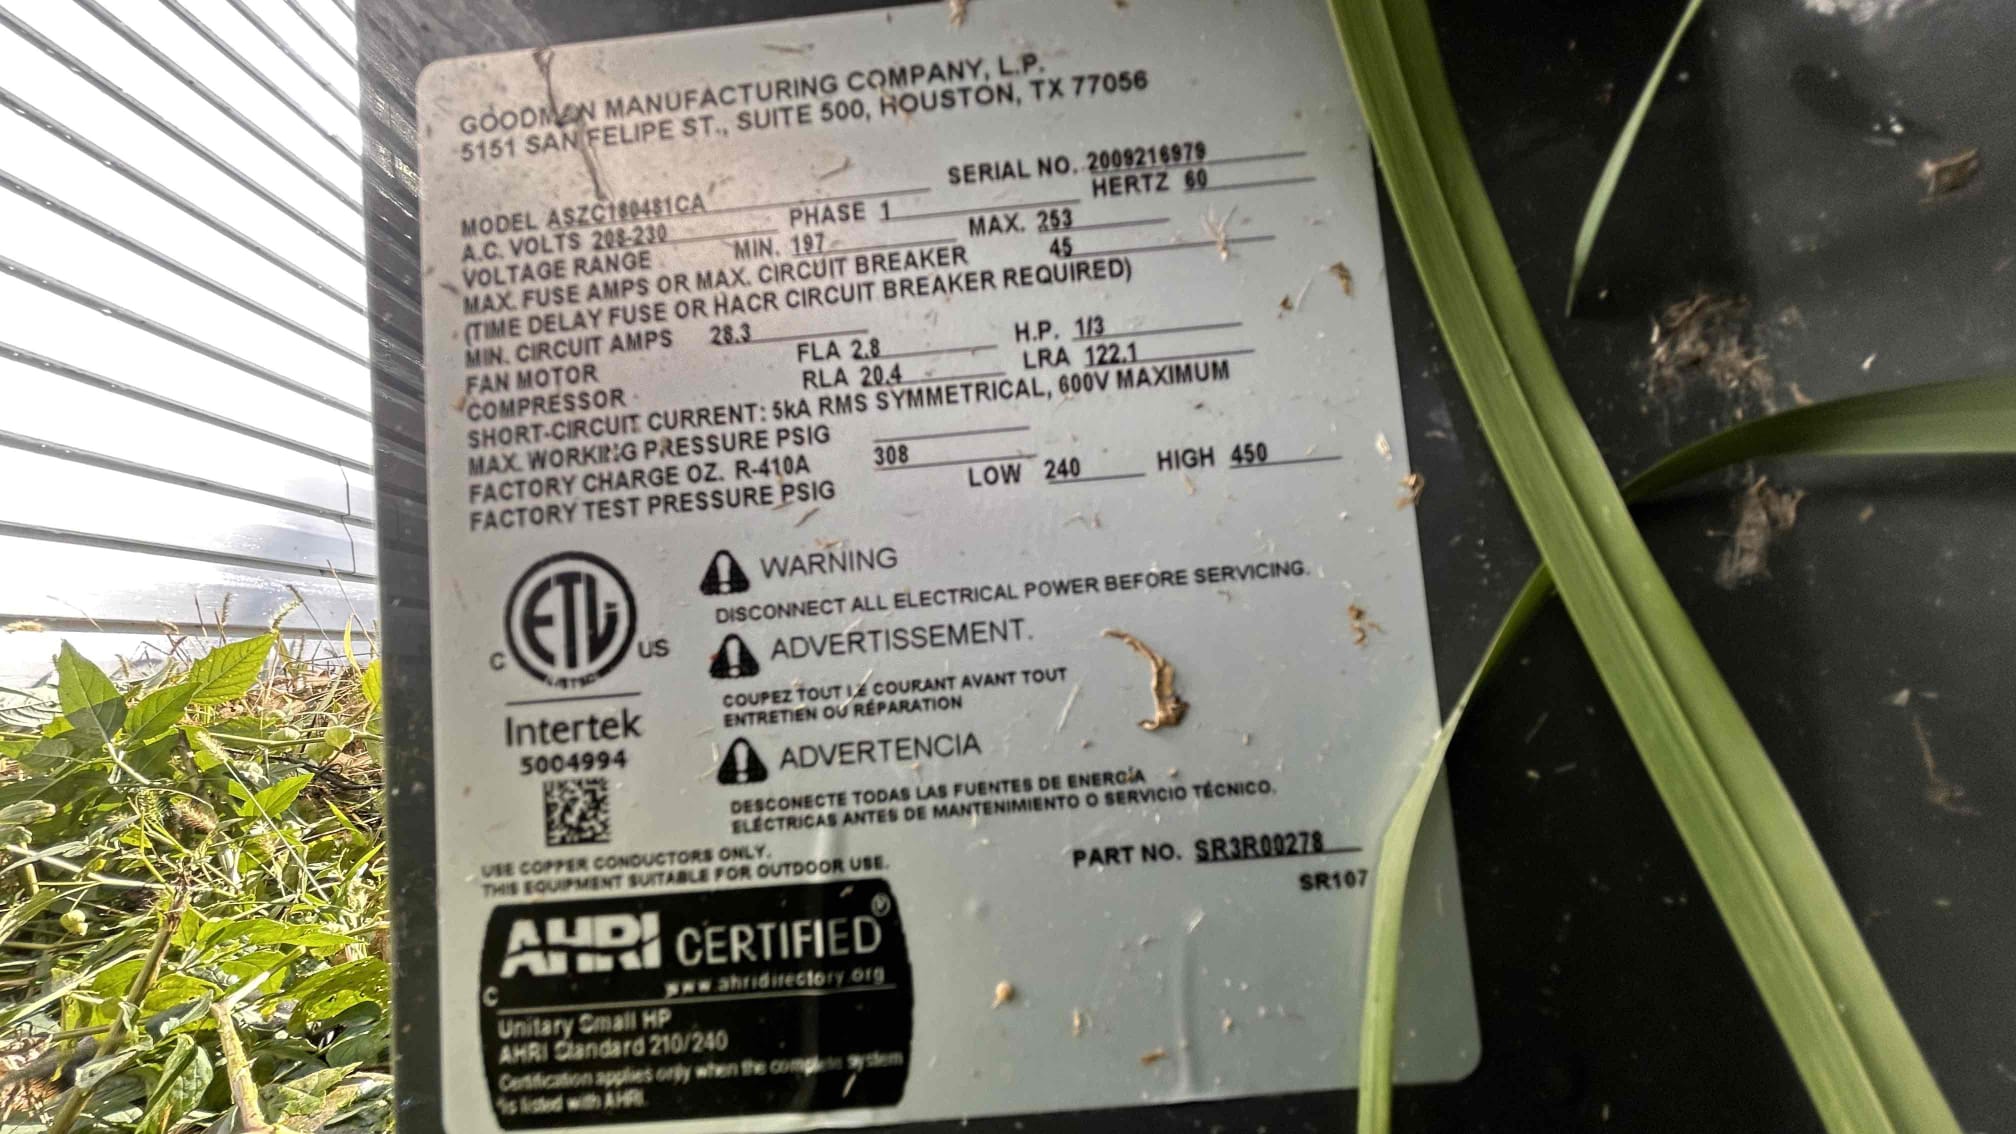 GOODMAN MANUFACTURING COMPANY, L.P.
5151 SAN FELIPE ST., SUITE 500, HOUSTON, TX 77056
SERIAL NO. 2009216979
MODEL ASZC180481CA
HERTZ 60
A.C. VOLTS 208-230 PHASE 1
VOLTAGE RANGE MIN. 197 MAX. 253
MAX. FUSE AMPS OR MAX. CIRCUIT BREAKER 45
(TIME DELAY FUSE OR HACR CIRCUIT BREAKER REQUIRED)
MIN. CIRCUIT AMPS 28.3
FAN MOTOR FLA 2.8 H.P. 1/3
COMPRESSOR RLA 20.4 LRA 122.1
SHORT-CIRCUIT CURRENT: 5kA RMS SYMMETRICAL, 600V MAXIMUM
MAX. WORKING PRESSURE PSIG
FACTORY CHARGE OZ. R-410A 308
FACTORY TEST PRESSURE PSIG LOW 240 HIGH 450
C ETL US
LISTED
Intertek
5004994
WARNING
DISCONNECT ALL ELECTRICAL POWER BEFORE SERVICING.
ADVERTISSEMENT.
COUPEZ TOUT LE COURANT AVANT TOUT
ENTRETIEN OU RÉPARATION
ADVERTENCIA
DESCONECTE TODAS LAS FUENTES DE ENERGÍA
ELÉCTRICAS ANTES DE MANTENIMIENTO O SERVICIO TÉCNICO.
USE COPPER CONDUCTORS ONLY.
THIS EQUIPMENT SUITABLE FOR OUTDOOR USE.
PART NO. SR3R00278
SR107
AHRI CERTIFIED®
www.ahridirectory.org
C
Unitary Small HP
AHRI Standard 210/240
Certification applies only when the complete system
is listed with AHRI.